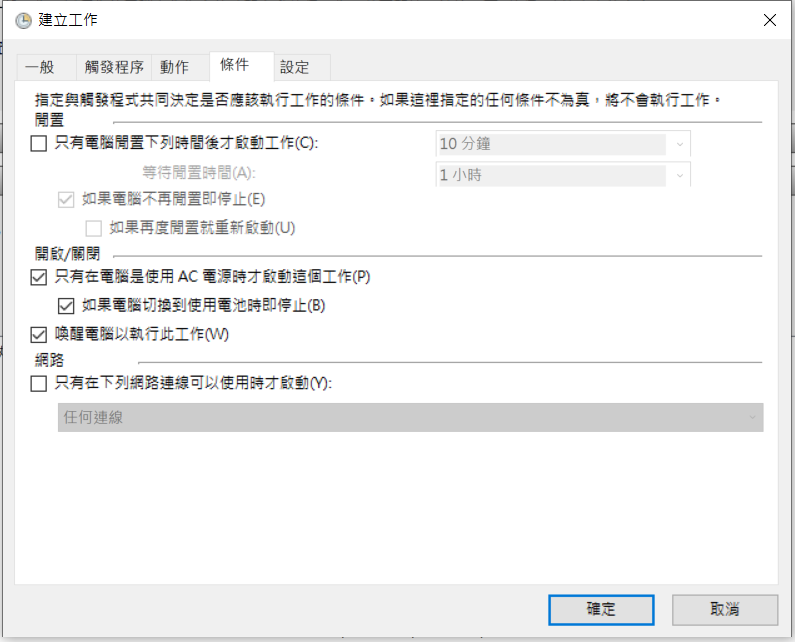 建立工作
一般 觸發程序 動作 條件 設定
指定與觸發程式共同決定是否應該執行工作的條件。如果這裡指定的任何條件不為真，將不會執行工作。
閒置
只有電腦閒置下列時間後才啟動工作(C): 10 分鐘
等待閒置時間(A): 1 小時
如果電腦不再閒置即停止(E)
如果再度閒置就重新啟動(U)
開啟/關閉
只有在電腦是使用 AC 電源時才啟動這個工作(P)
如果電腦切換到使用電池時即停止(B)
喚醒電腦以執行此工作(W)
網路
只有在下列網路連線可以使用時才啟動(Y):
任何連線
確定 取消